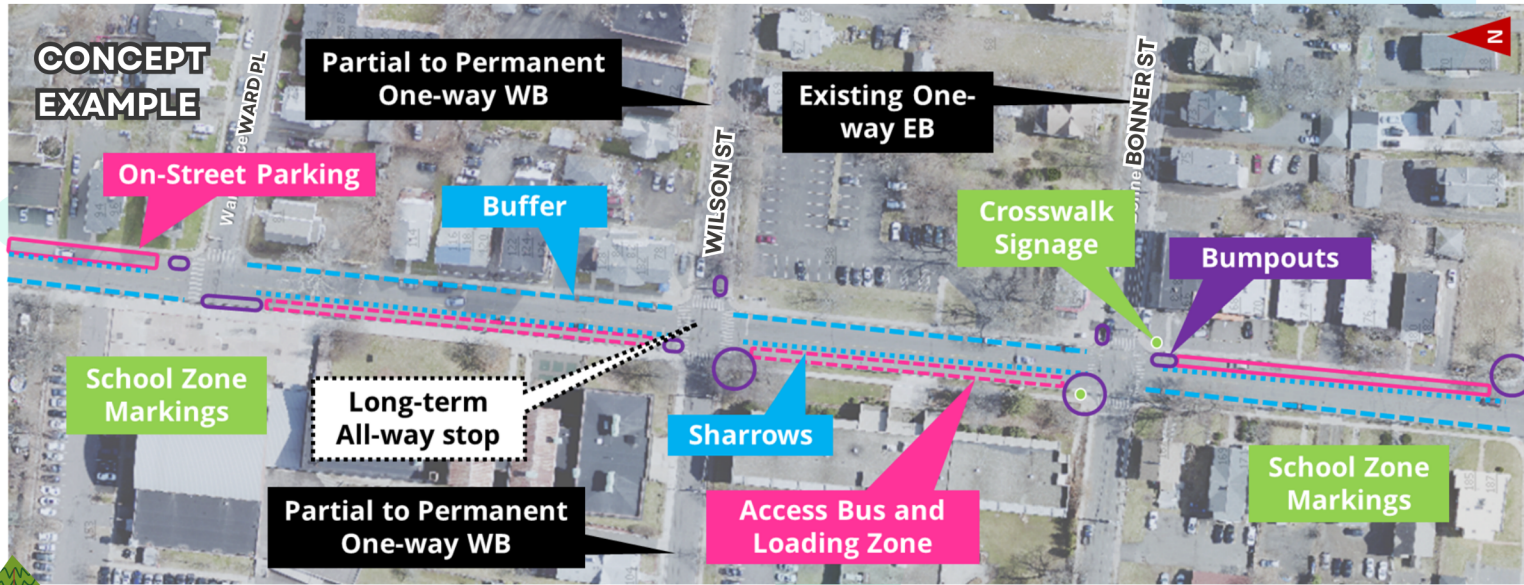 CONCEPT
EXAMPLE
WARD PL
Partial to Permanent
One-way WB
WILSON ST
Existing One-
way EB
BONNER ST
N
On-Street Parking
Buffer
Crosswalk
Signage
Bumpouts
School Zone
Markings
Long-term
All-way stop
Sharrows
Partial to Permanent
One-way WB
Access Bus and
Loading Zone
School Zone
Markings